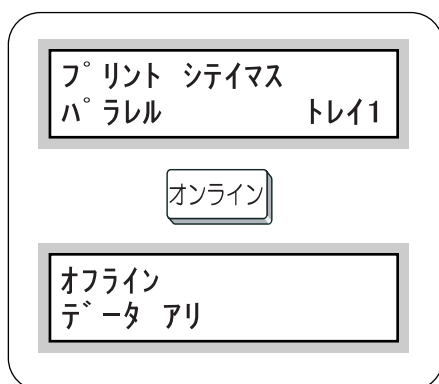 プリント シテイマス
パラレル トレイ1
オンライン
オフライン
データ アリ